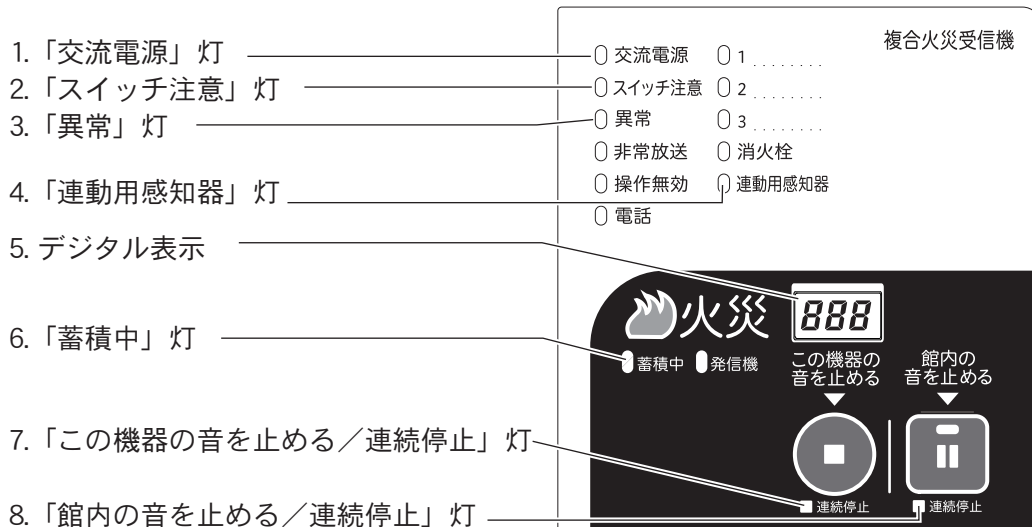 1.「交流電源」灯
2.「スイッチ注意」灯
3.「異常」灯
4.「連動用感知器」灯
5. デジタル表示
6.「蓄積中」灯
7.「この機器の音を止める／連続停止」灯
8.「館内の音を止める／連続停止」灯
複合火災受信機
交流電源 1 ........
スイッチ注意 2 ........
異常 3 ........
非常放送 消火栓
操作無効 連動用感知器
電話
火災 888
蓄積中 発信機
この機器の
音を止める
館内の
音を止める
連続停止 連続停止